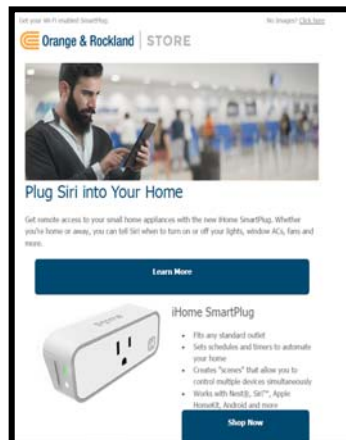 Get your Wi-Fi enabled SmartPlug.
No Images? Click here
Orange & Rockland | STORE
Plug Siri into Your Home
Get remote access to your small home appliances with the new iHome SmartPlug. Whether
you're home or away, you can tell Siri when to turn on or off your lights, window ACs, fans and
more.
Learn More
iHome SmartPlug
• Fits any standard outlet
• Sets schedules and timers to automate
your home
• Creates "scenes" that allow you to
control multiple devices simultaneously
• Works with Nest®, Siri™, Apple
HomeKit, Android and more
Shop Now